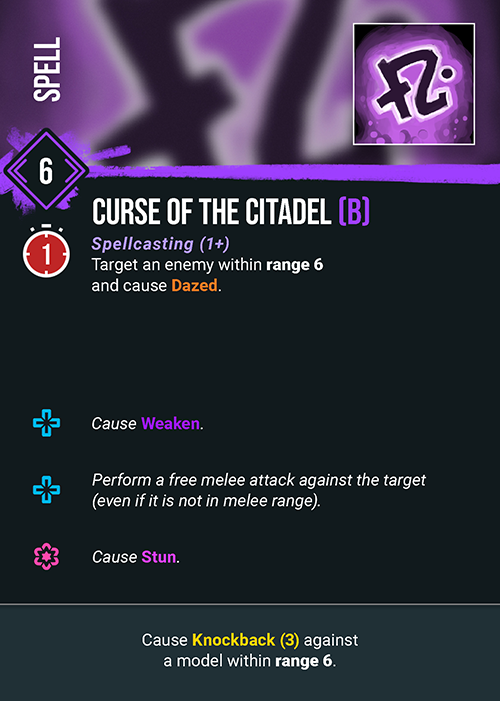 SPELL
6
CURSE OF THE CITADEL (B)
1
Spellcasting (1+)
Target an enemy within range 6
and cause Dazed.
Cause Weaken.
Perform a free melee attack against the target
(even if it is not in melee range).
Cause Stun.
Cause Knockback (3) against
a model within range 6.